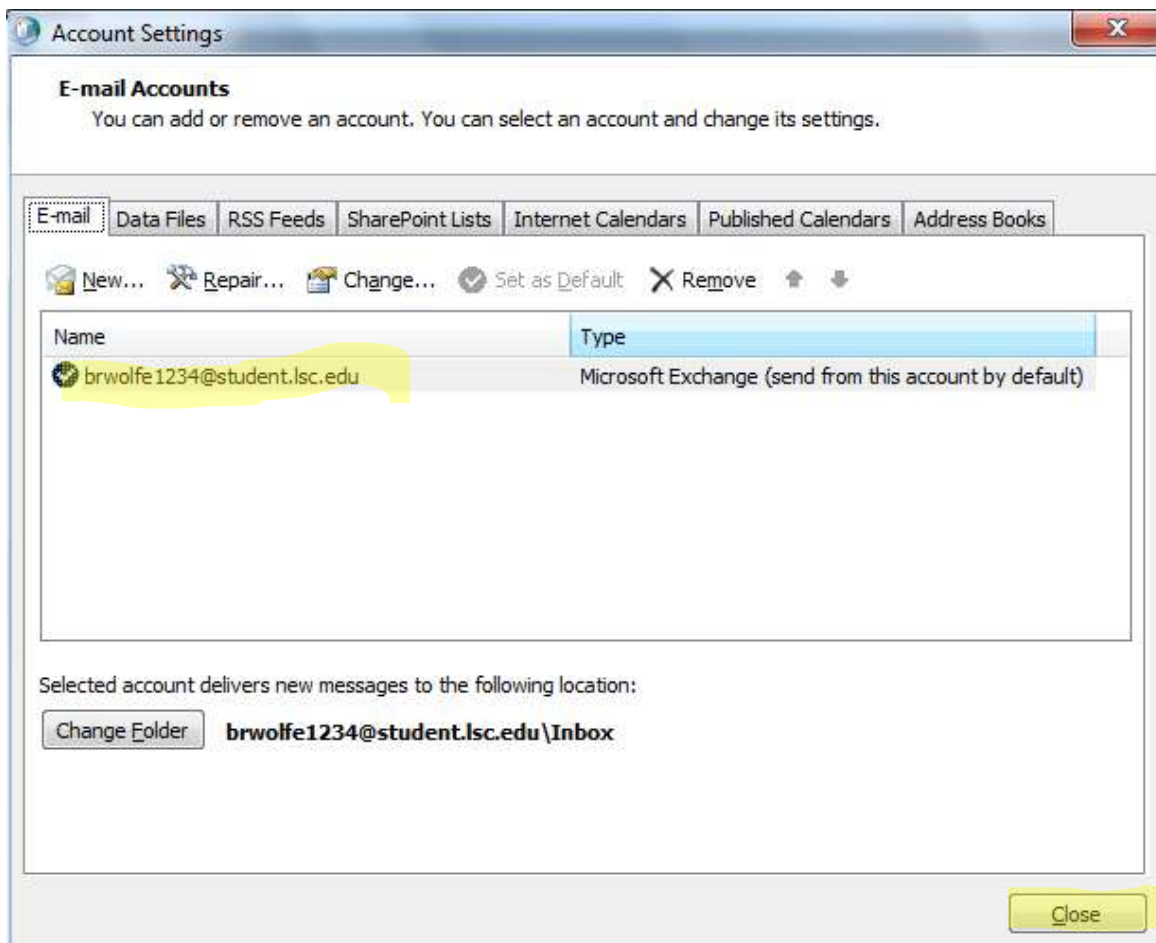 Account Settings
E-mail Accounts
You can add or remove an account. You can select an account and change its settings.
E-mail Data Files RSS Feeds SharePoint Lists Internet Calendars Published Calendars Address Books
New... Repair... Change... Set as Default Remove
Name Type
brwolfe1234@student.lsc.edu Microsoft Exchange (send from this account by default)
Selected account delivers new messages to the following location:
Change Folder brwolfe1234@student.lsc.edu\Inbox
Close